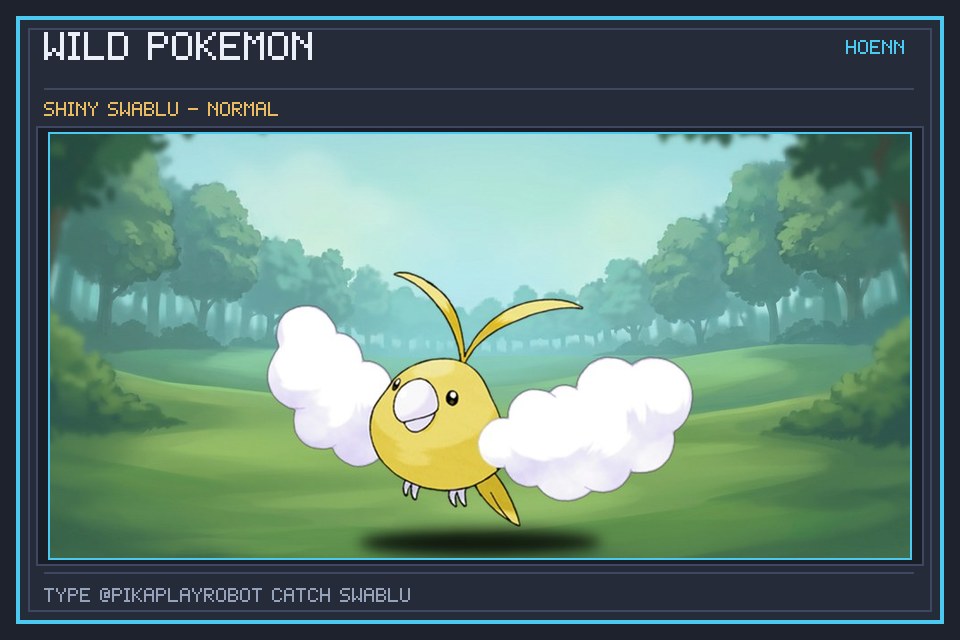 WILD POKEMON
HOENN
SHINY SWABLU - NORMAL
TYPE @PIKAPLAYROBOT CATCH SWABLU